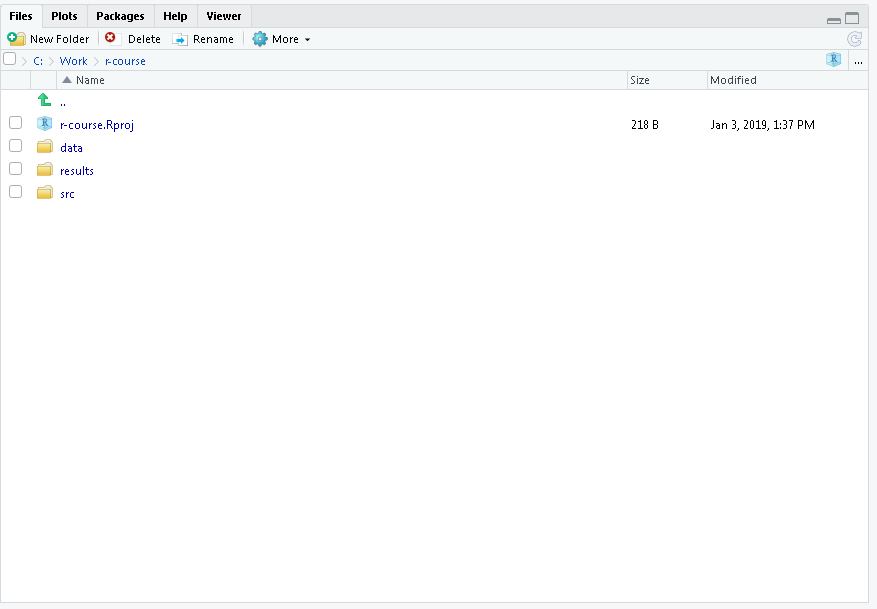 Files Plots Packages Help Viewer
New Folder Delete Rename More
C: Work r-course R ...
Name Size Modified
..
R r-course.Rproj 218 B Jan 3, 2019, 1:37 PM
data
results
src